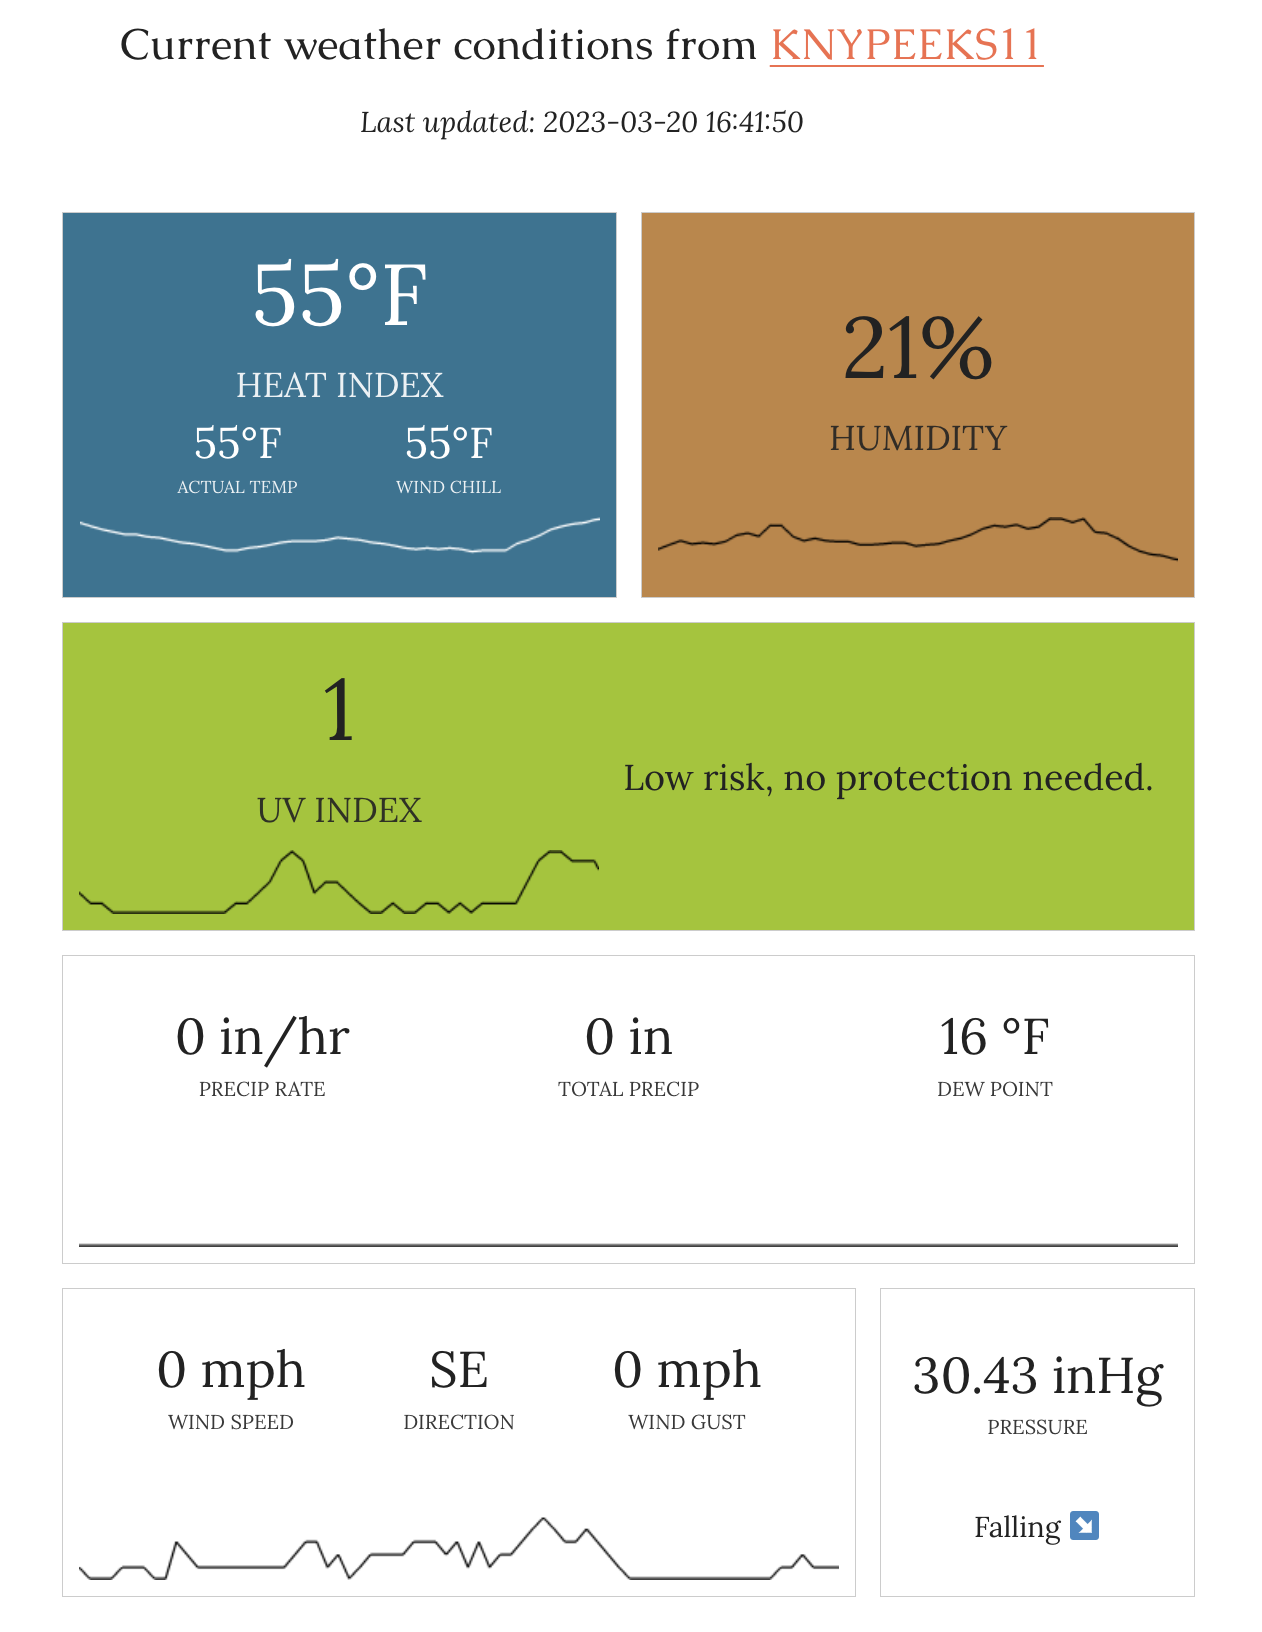 Current weather conditions from KNYPEEKS11
Last updated: 2023-03-20 16:41:50
55°F
HEAT INDEX
55°F 55°F
ACTUAL TEMP WIND CHILL
21%
HUMIDITY
1
UV INDEX
Low risk, no protection needed.
0 in/hr 0 in 16 °F
PRECIP RATE TOTAL PRECIP DEW POINT
0 mph SE 0 mph
WIND SPEED DIRECTION WIND GUST
30.43 inHg
PRESSURE
Falling ↘️